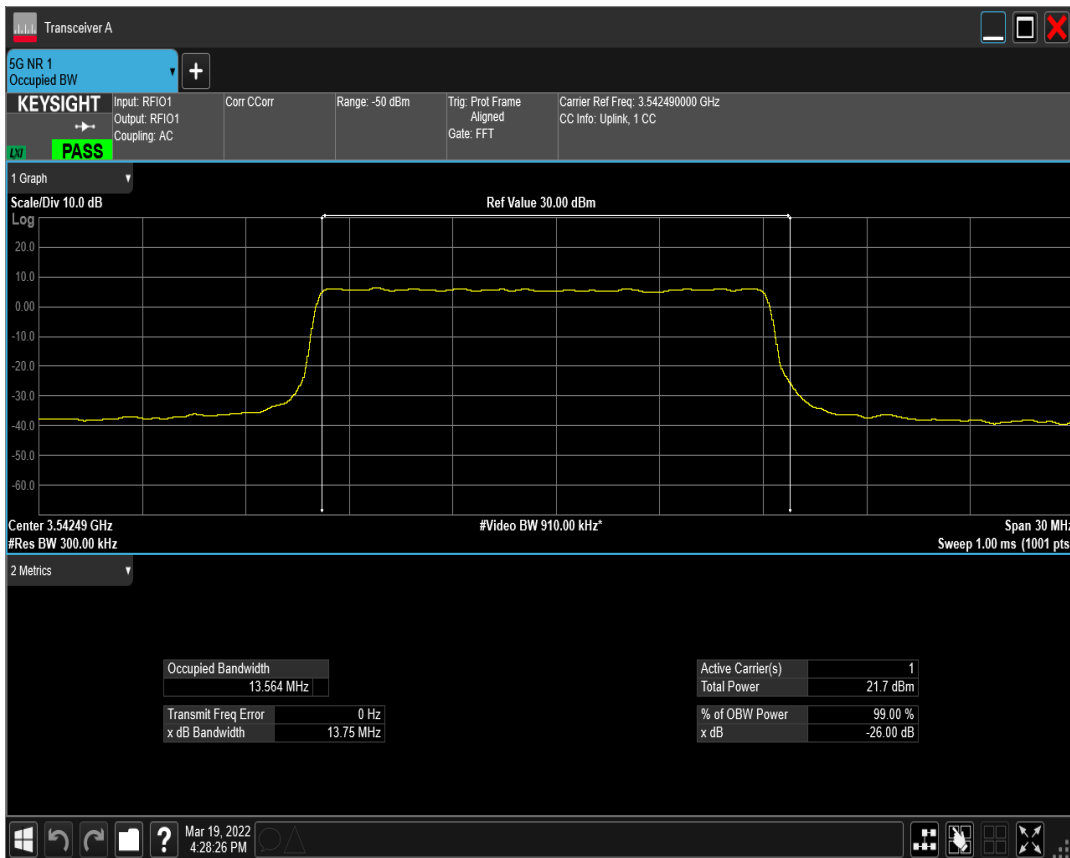 Transceiver A
5G NR 1
Occupied BW
+
KEYSIGHT
LXI
PASS
Input: RFIO1
Output: RFIO1
Coupling: AC
Corr CCorr
Range: -50 dBm
Trig: Prot Frame
Aligned
Gate: FFT
Carrier Ref Freq: 3.542490000 GHz
CC Info: Uplink, 1 CC
1 Graph
Scale/Div 10.0 dB
Ref Value 30.00 dBm
Log
20.0
10.0
0.00
-10.0
-20.0
-30.0
-40.0
-50.0
-60.0
Center 3.54249 GHz
#Video BW 910.00 kHz*
Span 30 MHz
#Res BW 300.00 kHz
Sweep 1.00 ms (1001 pts
2 Metrics
Occupied Bandwidth
13.564 MHz
Transmit Freq Error 0 Hz
x dB Bandwidth 13.75 MHz
Active Carrier(s) 1
Total Power 21.7 dBm
% of OBW Power 99.00 %
x dB -26.00 dB
?
Mar 19, 2022
4:28:26 PM